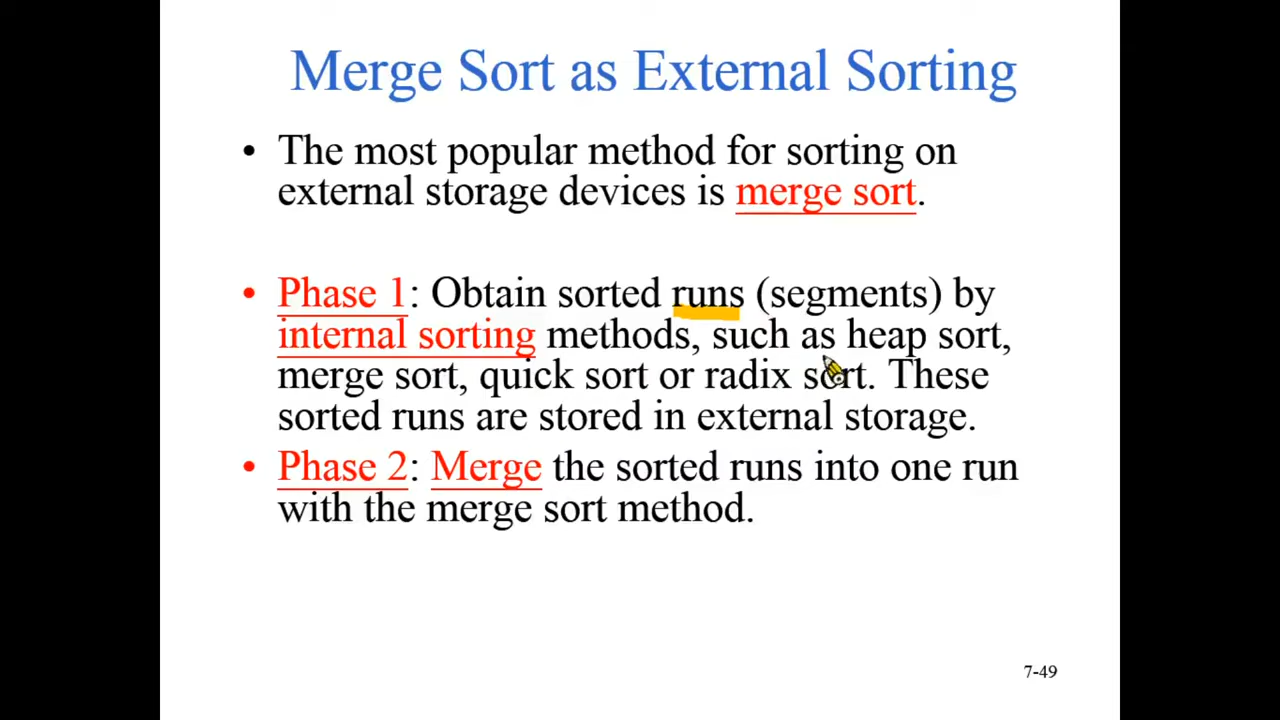 Merge Sort as External Sorting
• The most popular method for sorting on
external storage devices is merge sort.
• Phase 1: Obtain sorted runs (segments) by
internal sorting methods, such as heap sort,
merge sort, quick sort or radix sort. These
sorted runs are stored in external storage.
• Phase 2: Merge the sorted runs into one run
with the merge sort method.
7-49